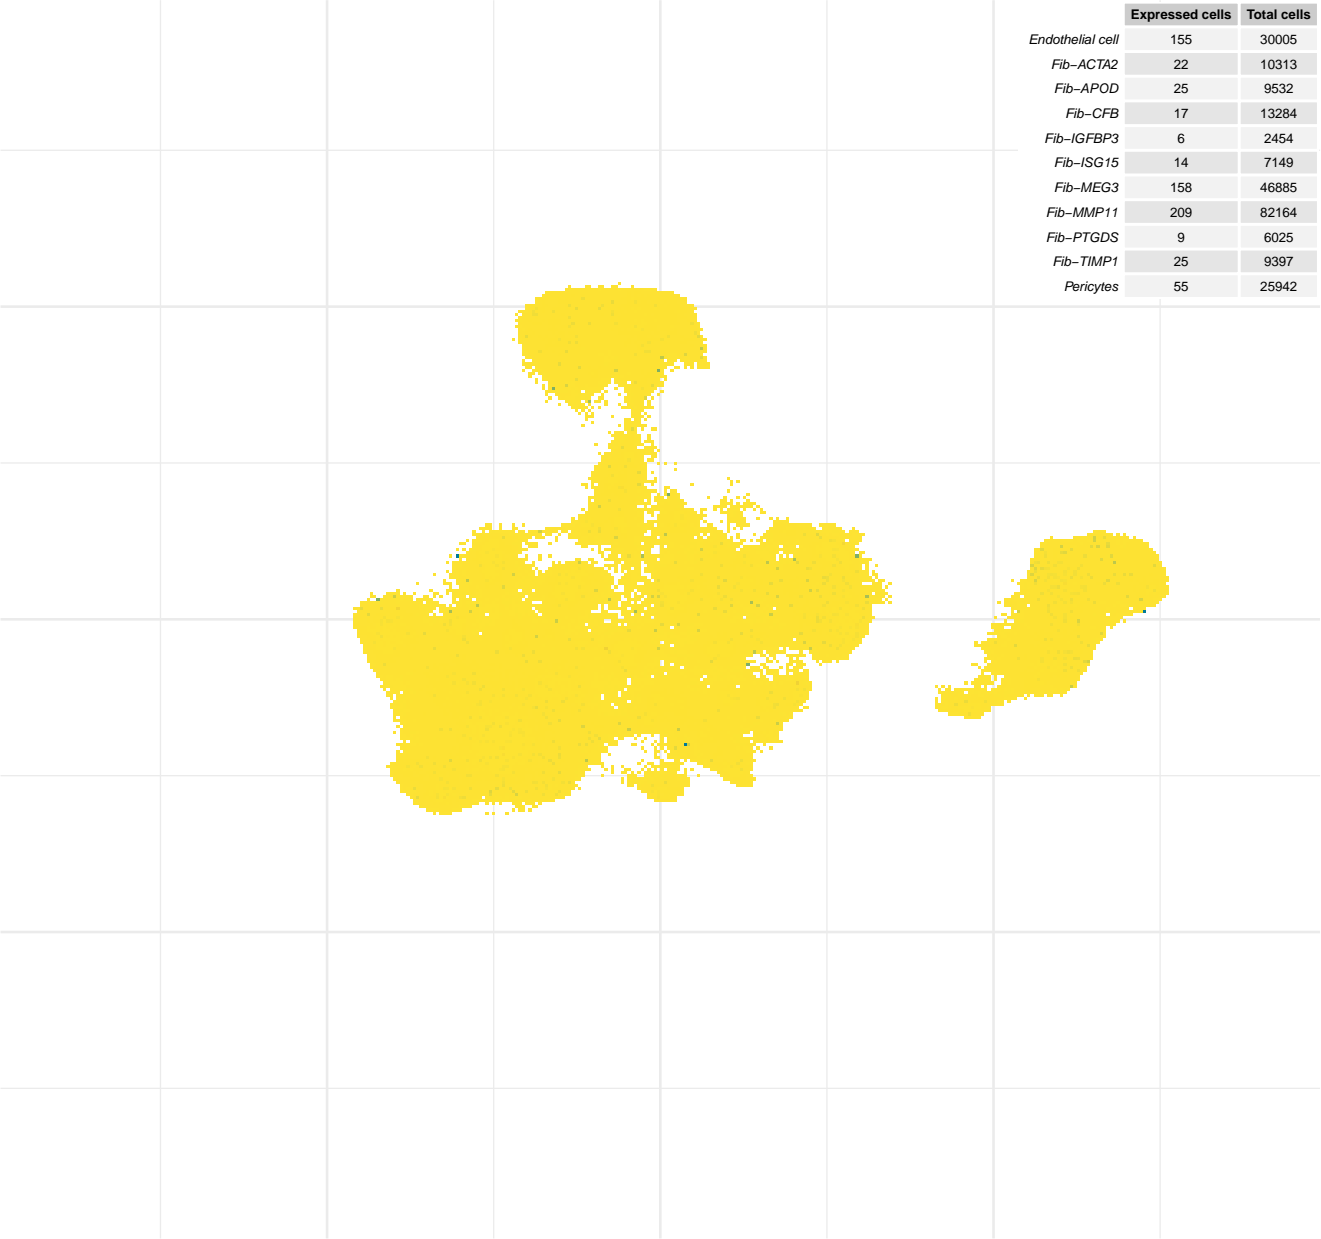 Expressed cells Total cells
Endothelial cell 155 30005
Fib−ACTA2 22 10313
Fib−APOD 25 9532
Fib−CFB 17 13284
Fib−IGFBP3 6 2454
Fib−ISG15 14 7149
Fib−MEG3 158 46885
Fib−MMP11 209 82164
Fib−PTGDS 9 6025
Fib−TIMP1 25 9397
Pericytes 55 25942